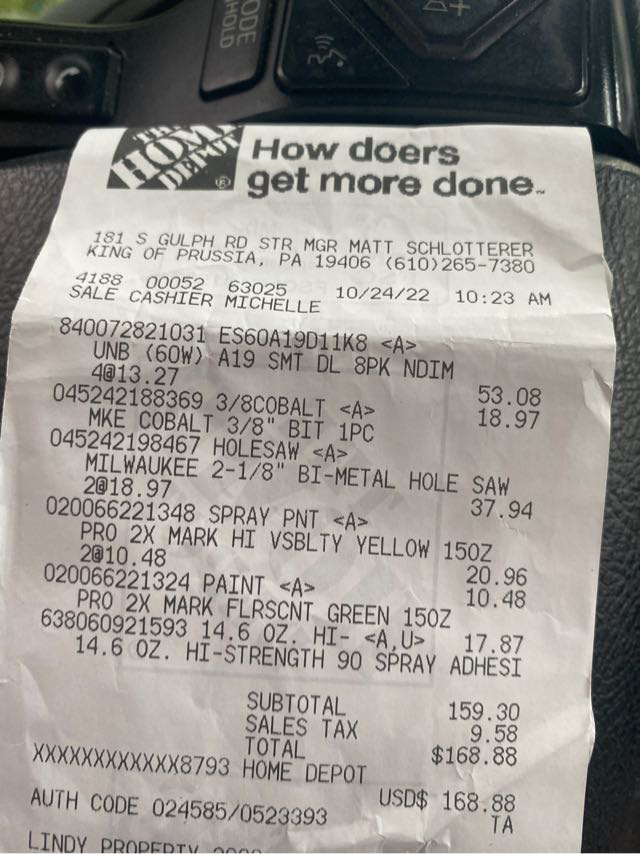 CODE
HOLD
THE
HOME
DEPOT
How doers
get more done
181 S GULPH RD STR MGR MATT SCHLOTTERER
KING OF PRUSSIA, PA 19406 (610)265-7380
4188 00052 63025 10/24/22 10:23 AM
SALE CASHIER MICHELLE
840072821031 ES60A19D11K8 <A>
UNB (60W) A19 SMT DL 8PK NDIM
4@13.27 53.08
045242188369 3/8COBALT <A> 18.97
MKE COBALT 3/8" BIT 1PC
045242198467 HOLESAW <A>
MILWAUKEE 2-1/8" BI-METAL HOLE SAW
2@18.97 37.94
020066221348 SPRAY PNT <A>
PRO 2X MARK HI VSBLTY YELLOW 15OZ
2@10.48 20.96
020066221324 PAINT <A> 10.48
PRO 2X MARK FLRSCNT GREEN 15OZ
638060921593 14.6 OZ. HI- <A,U> 17.87
14.6 OZ. HI-STRENGTH 90 SPRAY ADHESI
SUBTOTAL 159.30
SALES TAX 9.58
TOTAL $168.88
XXXXXXXXXXXX8793 HOME DEPOT
USD$ 168.88
AUTH CODE 024585/0523393 TA
LINDY PROPERTY